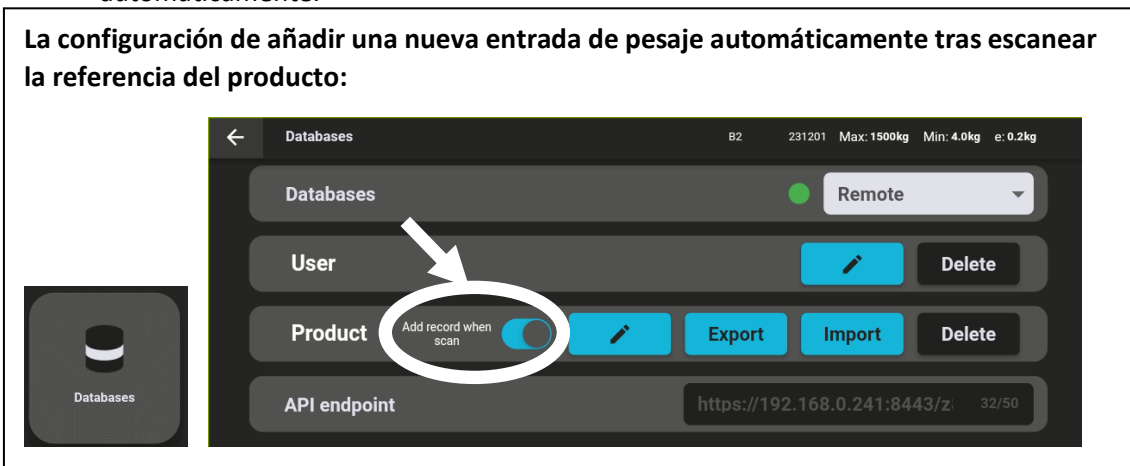 automáticamente.
La configuración de añadir una nueva entrada de pesaje automáticamente tras escanear
la referencia del producto:
Databases B2 231201 Max: 1500kg Min: 4.0kg e: 0.2kg
Databases Remote
User Delete
Product Add record when
scan Export Import Delete
Databases
API endpoint https://192.168.0.241:8443/z 32/50